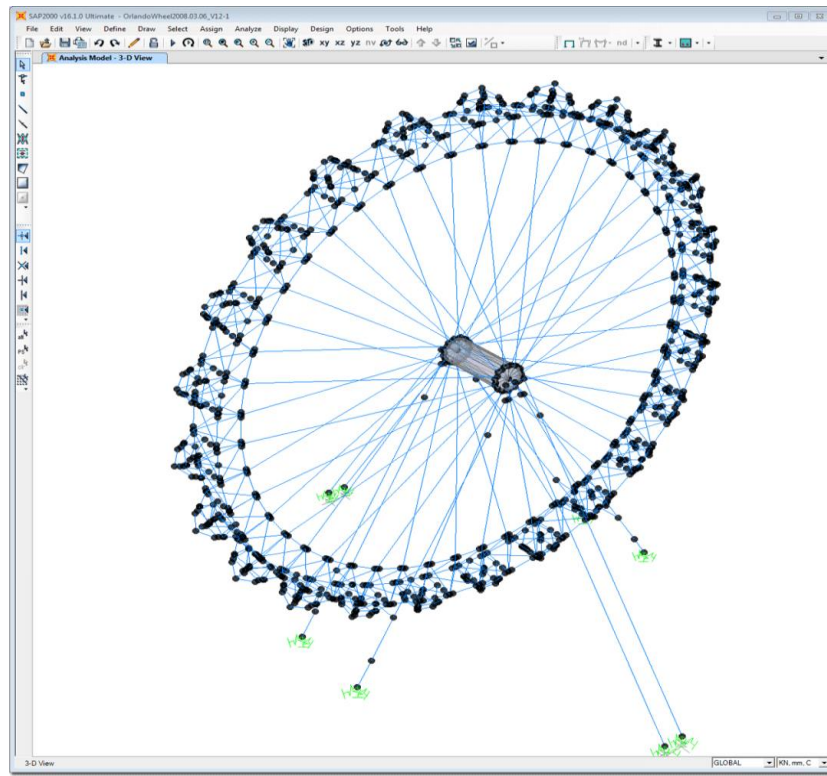 SAP2000 v16.1.0 Ultimate - OrlandoWheel2008.03.06_V12-1
File Edit View Define Draw Select Assign Analyze Display Design Options Tools Help
xy xz yz nv nd
Analysis Model - 3-D View
3-D View GLOBAL KN, mm, C